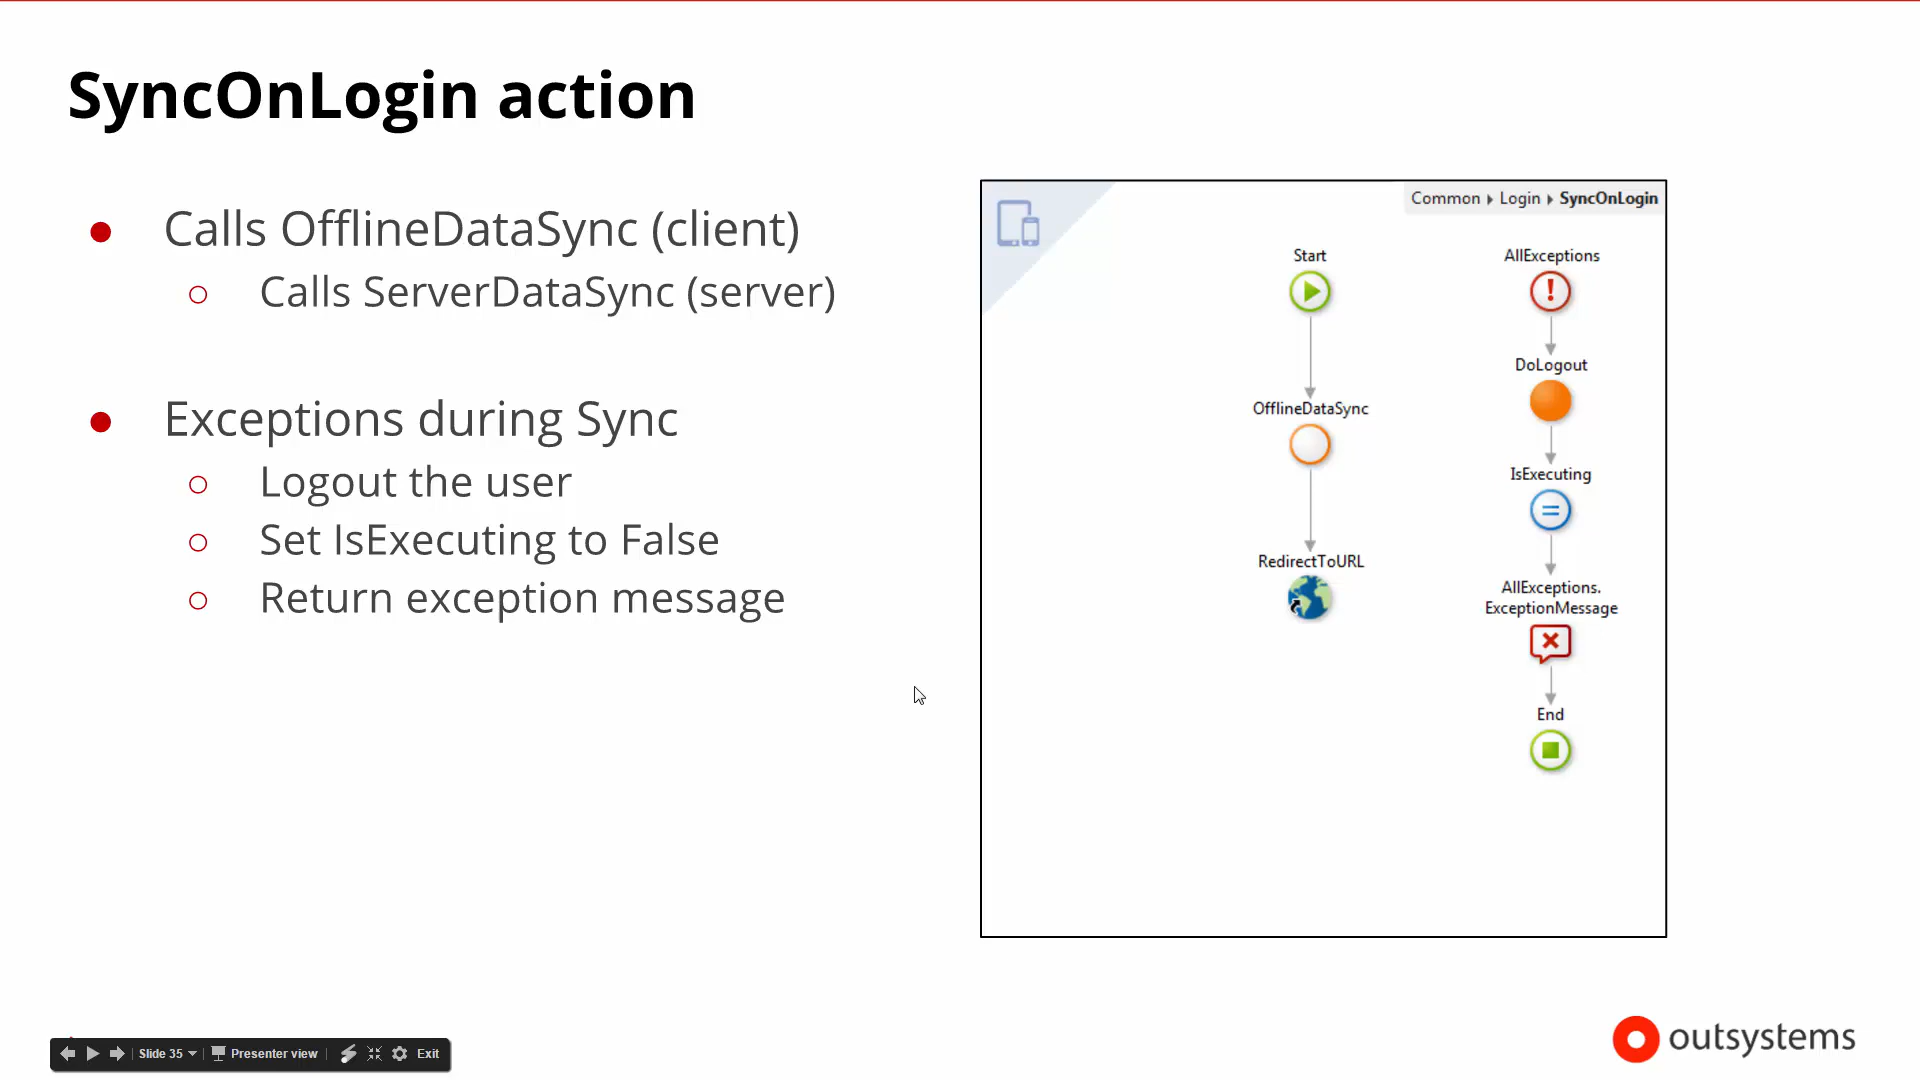 SyncOnLogin action
Calls OfflineDataSync (client)
Calls ServerDataSync (server)
Exceptions during Sync
Logout the user
Set IsExecuting to False
Return exception message
Common Login SyncOnLogin
Start
OfflineDataSync
RedirectToURL
AllExceptions
DoLogout
IsExecuting
AllExceptions.
ExceptionMessage
End
Slide 35 Presenter view Exit
outsystems